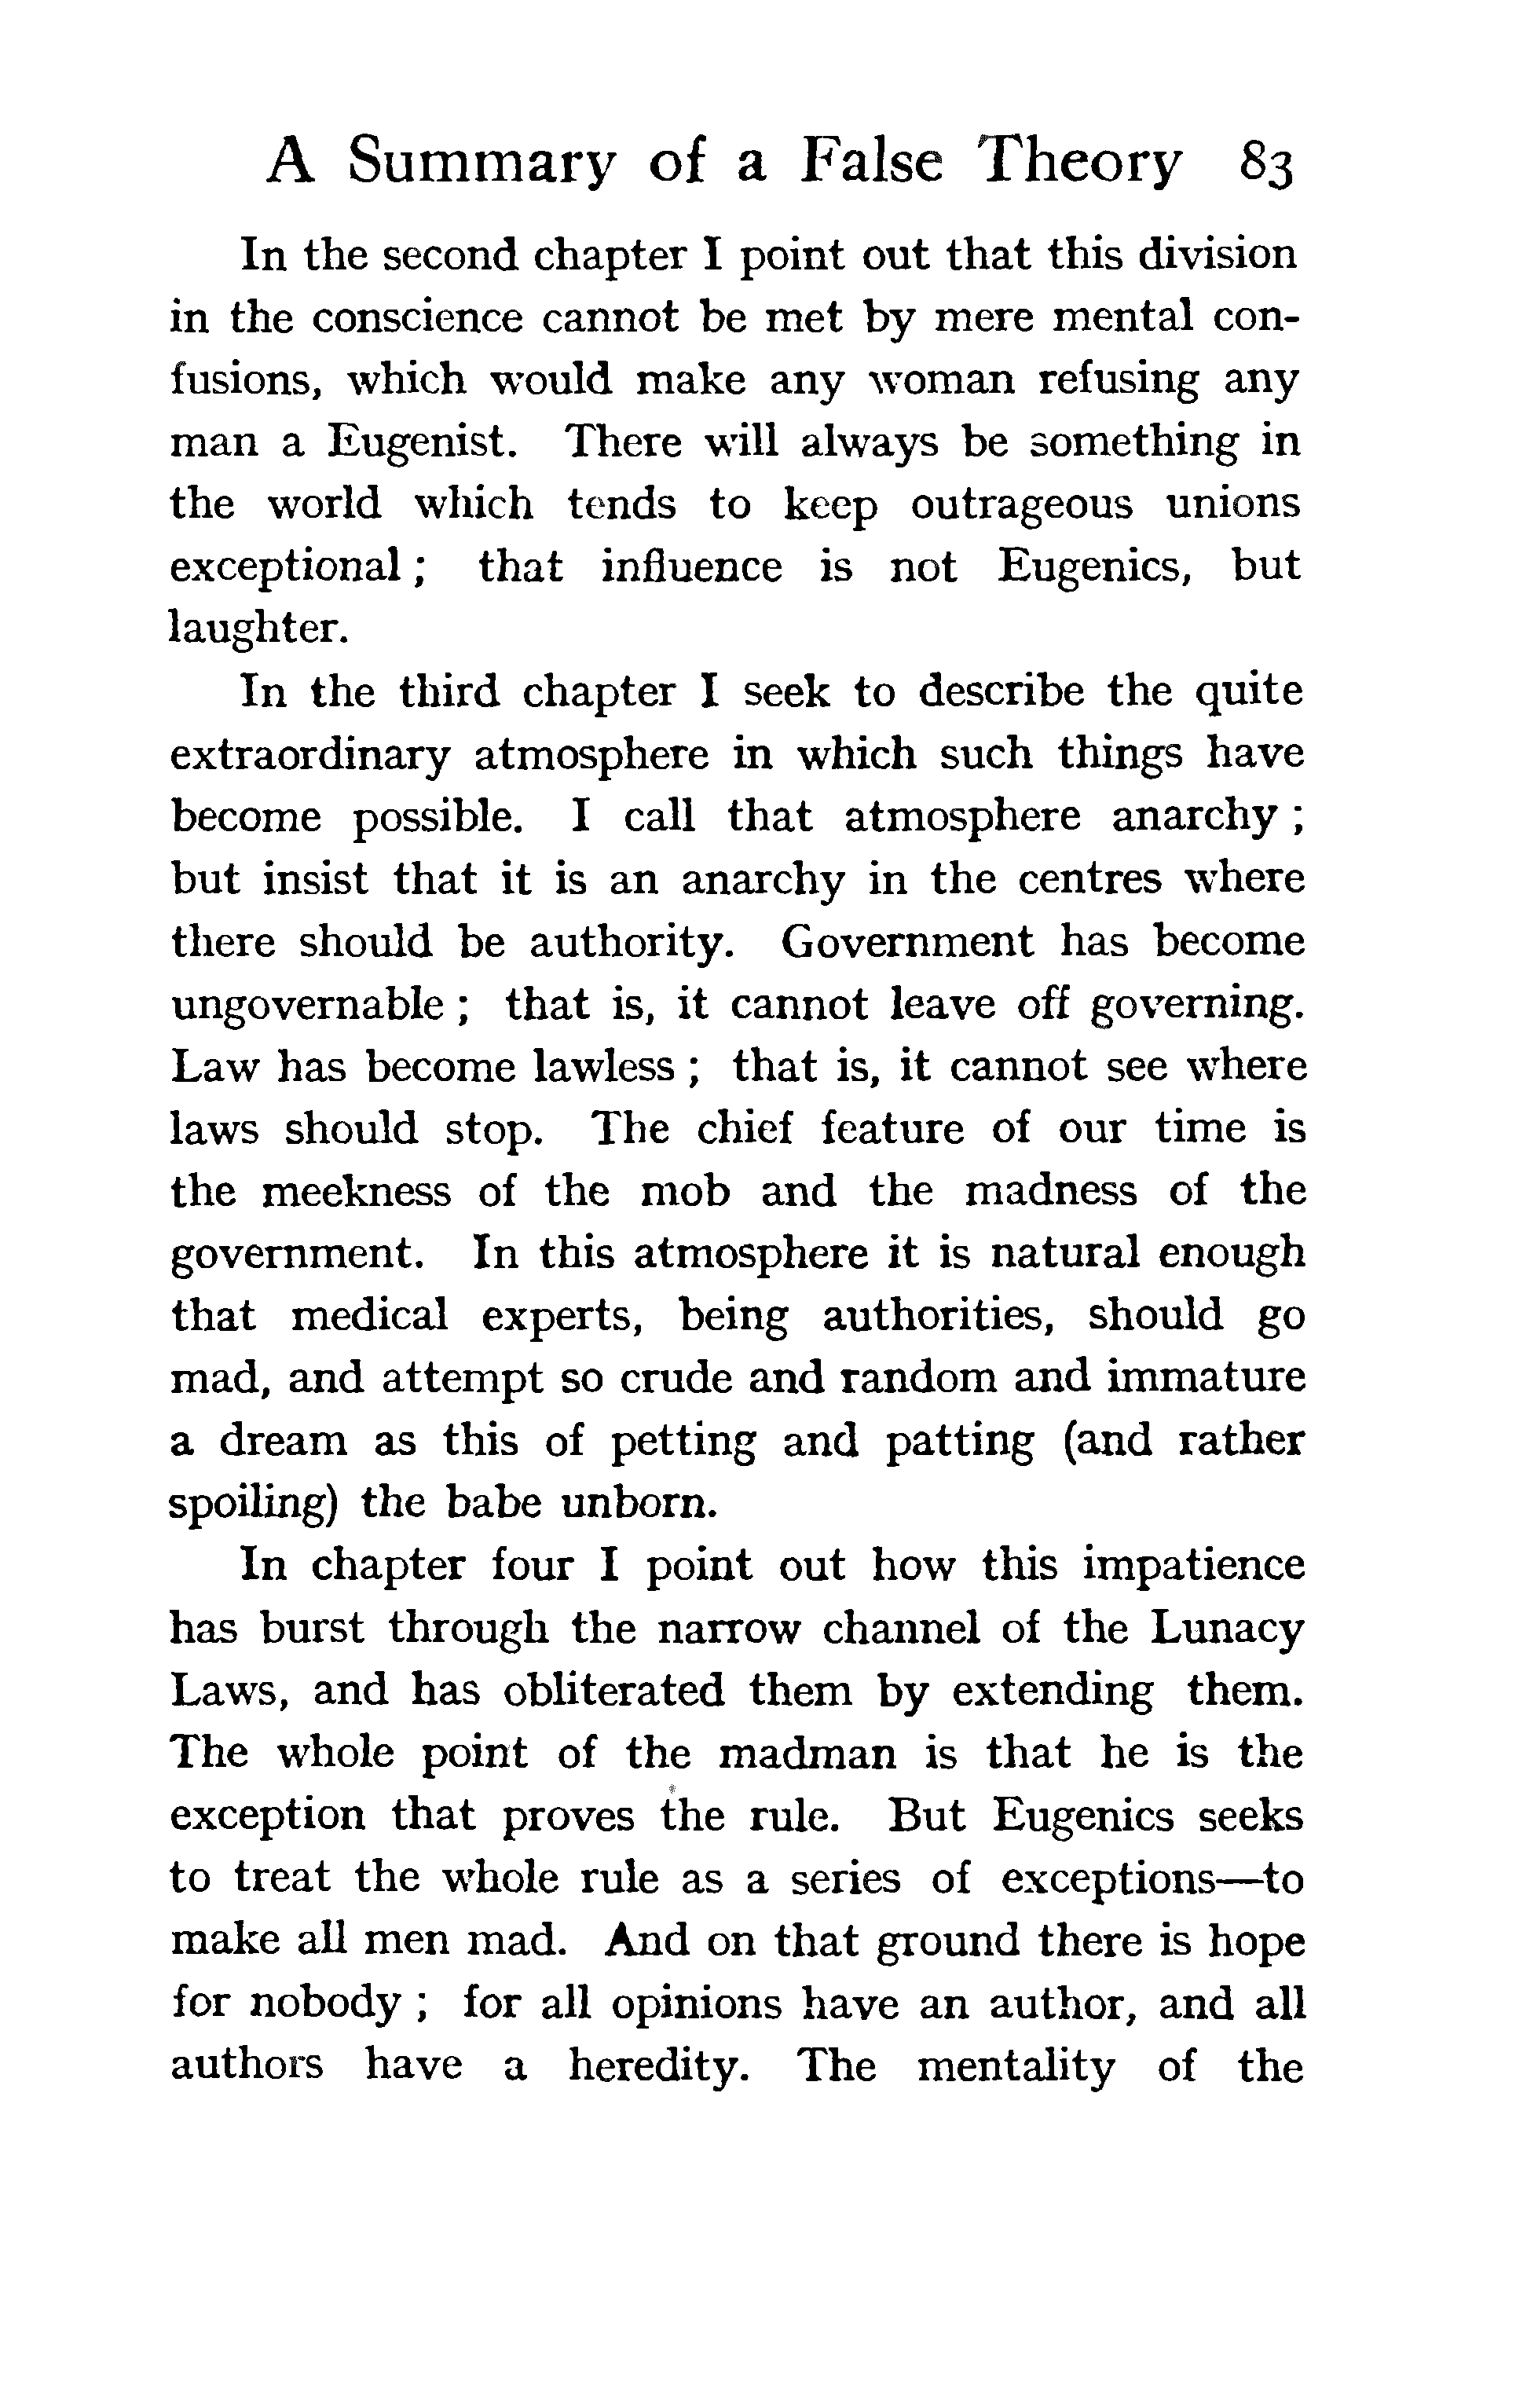 A Summary of a False Theory 83
In the second chapter I point out that this division
in the conscience cannot be met by mere mental con-
fusions, which would make any woman refusing any
man a Eugenist. There will always be something in
the world which tends to keep outrageous unions
exceptional ; that influence is not Eugenics, but
laughter.
In the third chapter I seek to describe the quite
extraordinary atmosphere in which such things have
become possible. I call that atmosphere anarchy ;
but insist that it is an anarchy in the centres where
there should be authority. Government has become
ungovernable ; that is, it cannot leave off governing.
Law has become lawless ; that is, it cannot see where
laws should stop. The chief feature of our time is
the meekness of the mob and the madness of the
government. In this atmosphere it is natural enough
that medical experts, being authorities, should go
mad, and attempt so crude and random and immature
a dream as this of petting and patting (and rather
spoiling) the babe unborn.
In chapter four I point out how this impatience
has burst through the narrow channel of the Lunacy
Laws, and has obliterated them by extending them.
The whole point of the madman is that he is the
exception that proves the rule. But Eugenics seeks
to treat the whole rule as a series of exceptions—to
make all men mad. And on that ground there is hope
for nobody ; for all opinions have an author, and all
authors have a heredity. The mentality of the